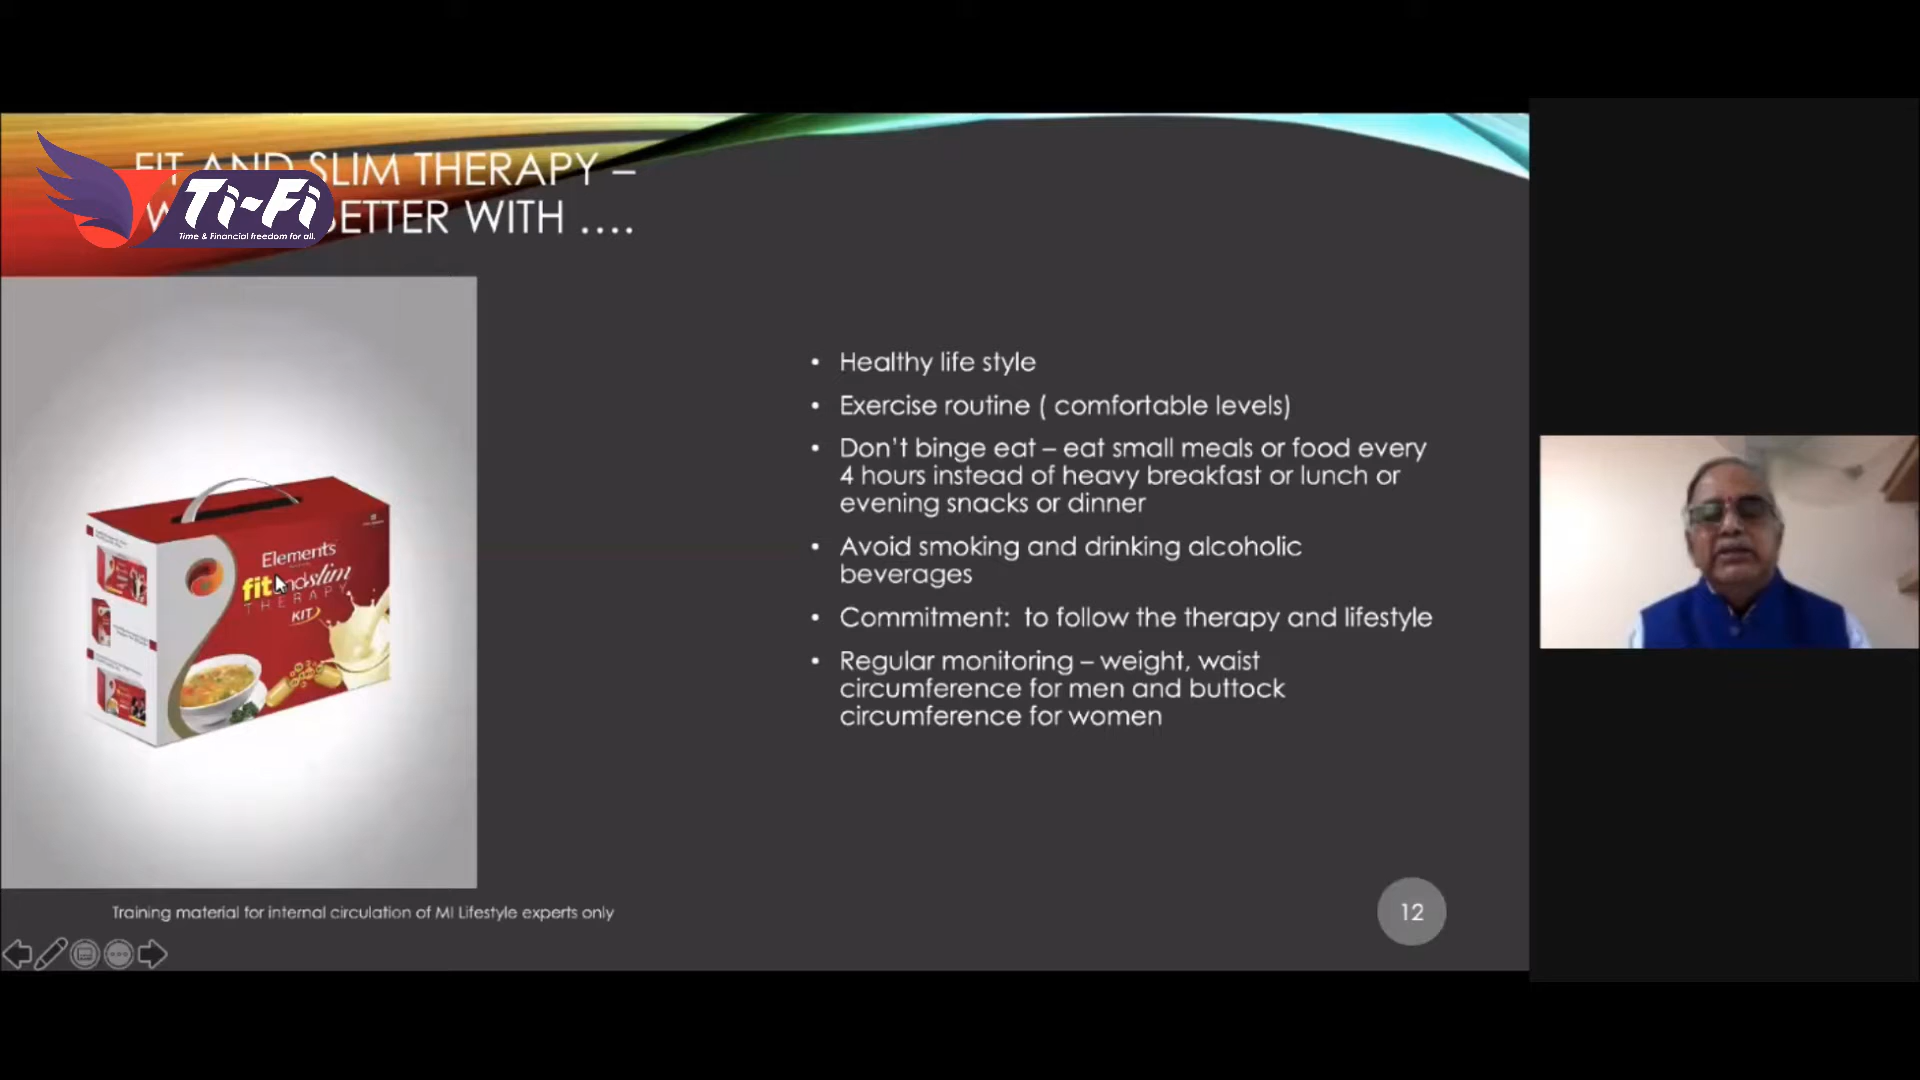 FIT AND SLIM THERAPY –
BETTER WITH ....
Ti-Fi
Time & Financial freedom for all.
• Healthy life style
• Exercise routine ( comfortable levels)
• Don't binge eat – eat small meals or food every
4 hours instead of heavy breakfast or lunch or
evening snacks or dinner
• Avoid smoking and drinking alcoholic
beverages
• Commitment: to follow the therapy and lifestyle
• Regular monitoring – weight, waist
circumference for men and buttock
circumference for women
Elements
fit and slim
THERAPY
KIT
Training material for internal circulation of MI Lifestyle experts only
12